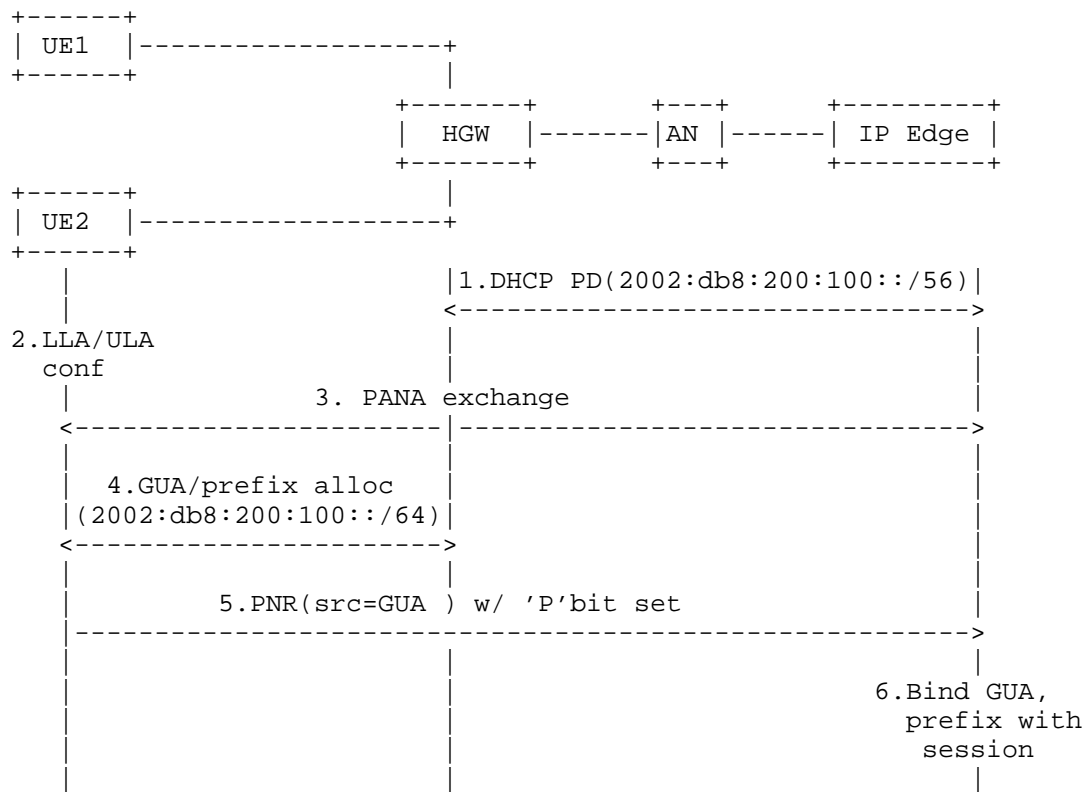 UE1
HGW
AN
IP Edge
UE2
1.DHCP PD(2002:db8:200:100::/56)
2.LLA/ULA
conf
3. PANA exchange
4.GUA/prefix alloc
(2002:db8:200:100::/64)
5.PNR(src=GUA ) w/ 'P'bit set
6.Bind GUA,
prefix with
session